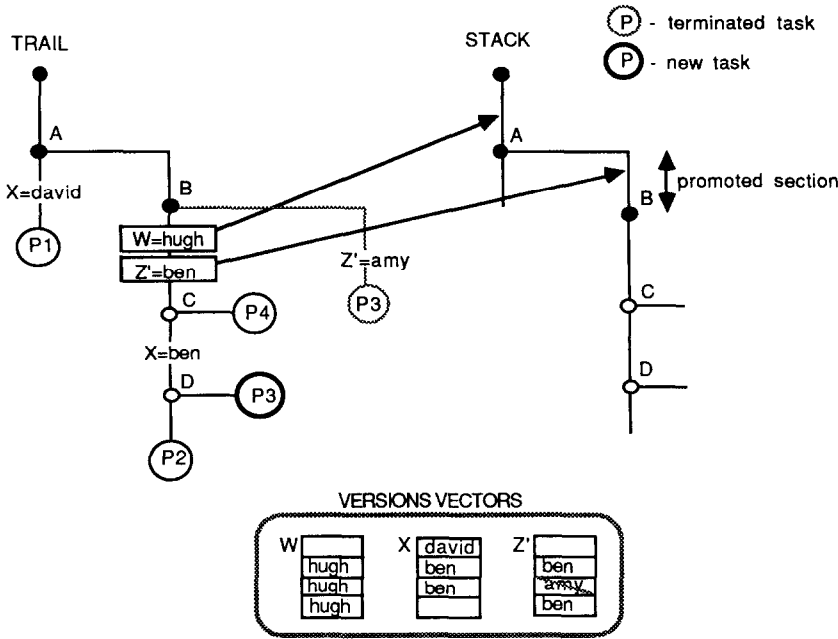 P - terminated task
TRAIL
STACK
P - new task
A
A
X=david
B
B
promoted section
W=hugh
P1
Z'=ben
Z'=amy
C
P4
P3
C
X=ben
D
P3
D
P2
VERSIONS VECTORS
W
X
david
Z'
hugh
ben
ben
hugh
ben
amy
hugh
ben